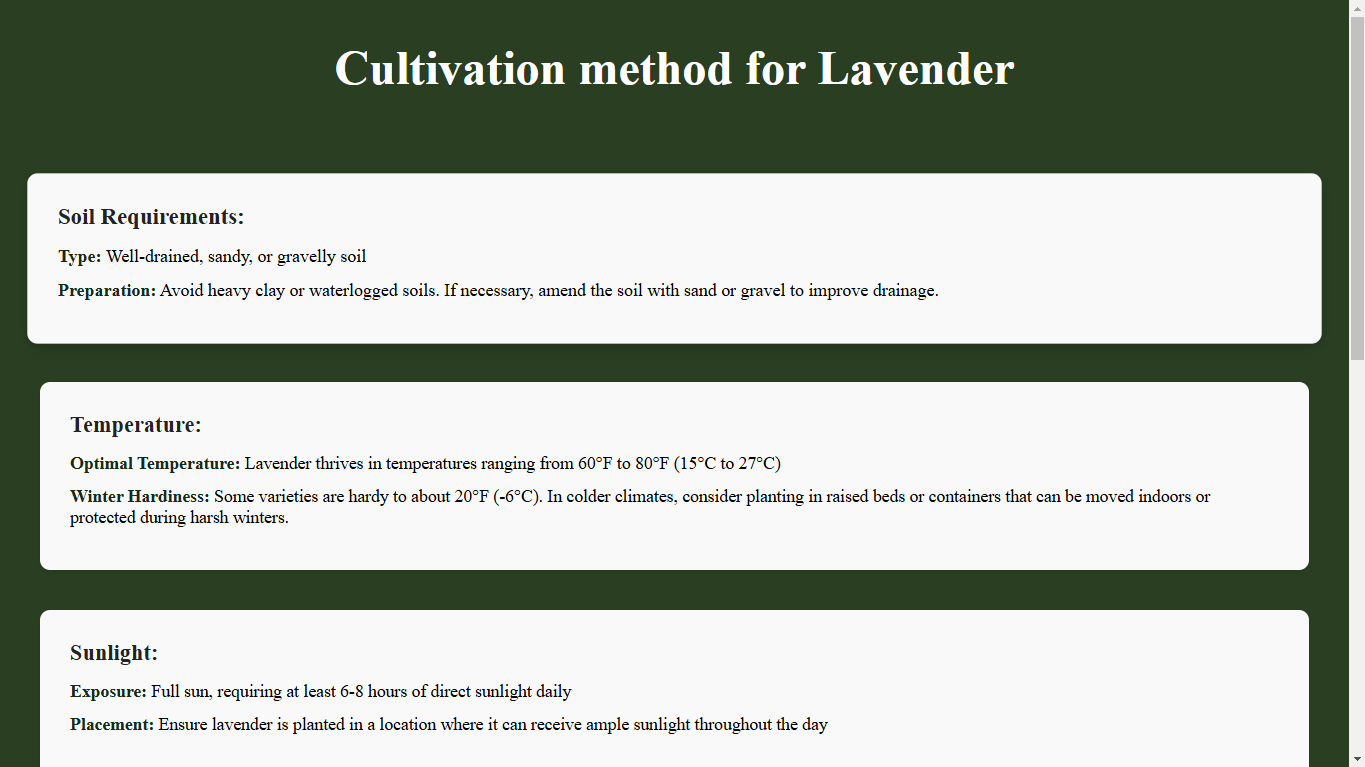 Cultivation method for Lavender
Soil Requirements:
Type: Well-drained, sandy, or gravelly soil
Preparation: Avoid heavy clay or waterlogged soils. If necessary, amend the soil with sand or gravel to improve drainage.
Temperature:
Optimal Temperature: Lavender thrives in temperatures ranging from 60°F to 80°F (15°C to 27°C)
Winter Hardiness: Some varieties are hardy to about 20°F (-6°C). In colder climates, consider planting in raised beds or containers that can be moved indoors or
protected during harsh winters.
Sunlight:
Exposure: Full sun, requiring at least 6-8 hours of direct sunlight daily
Placement: Ensure lavender is planted in a location where it can receive ample sunlight throughout the day